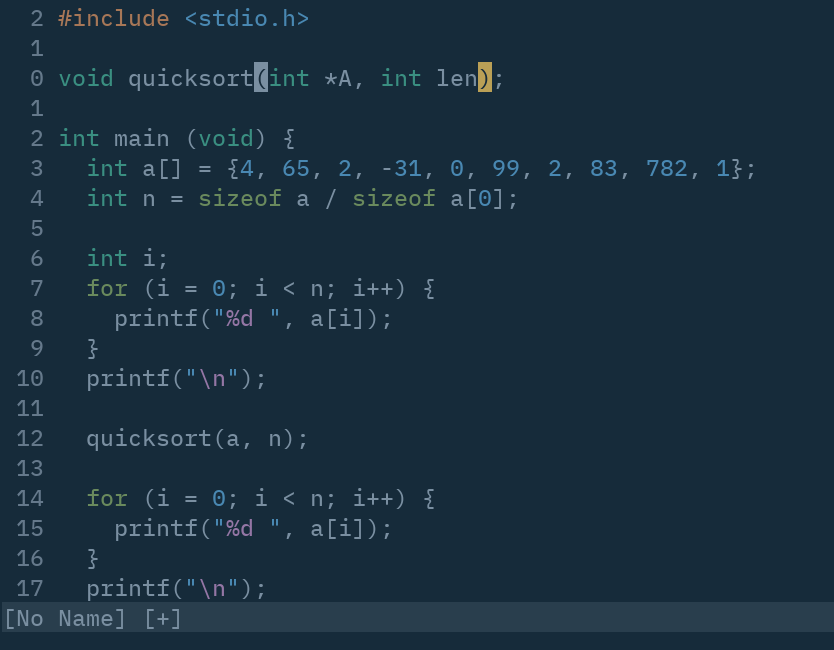 2 #include <stdio.h>
1
0 void quicksort(int *A, int len);
1
2 int main (void) {
3   int a[] = {4, 65, 2, -31, 0, 99, 2, 83, 782, 1};
4   int n = sizeof a / sizeof a[0];
5
6   int i;
7   for (i = 0; i < n; i++) {
8     printf("%d ", a[i]);
9   }
10   printf("\n");
11
12   quicksort(a, n);
13
14   for (i = 0; i < n; i++) {
15     printf("%d ", a[i]);
16   }
17   printf("\n");
[No Name] [+]